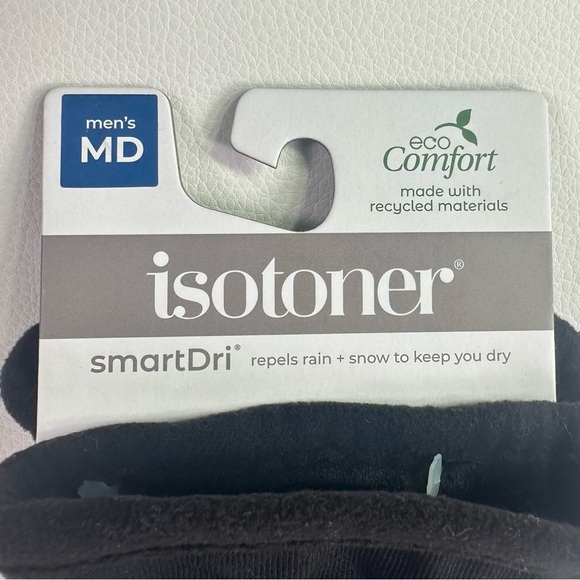 men's
MD
eco
Comfort
made with
recycled materials
isotoner®
smartDri® repels rain + snow to keep you dry